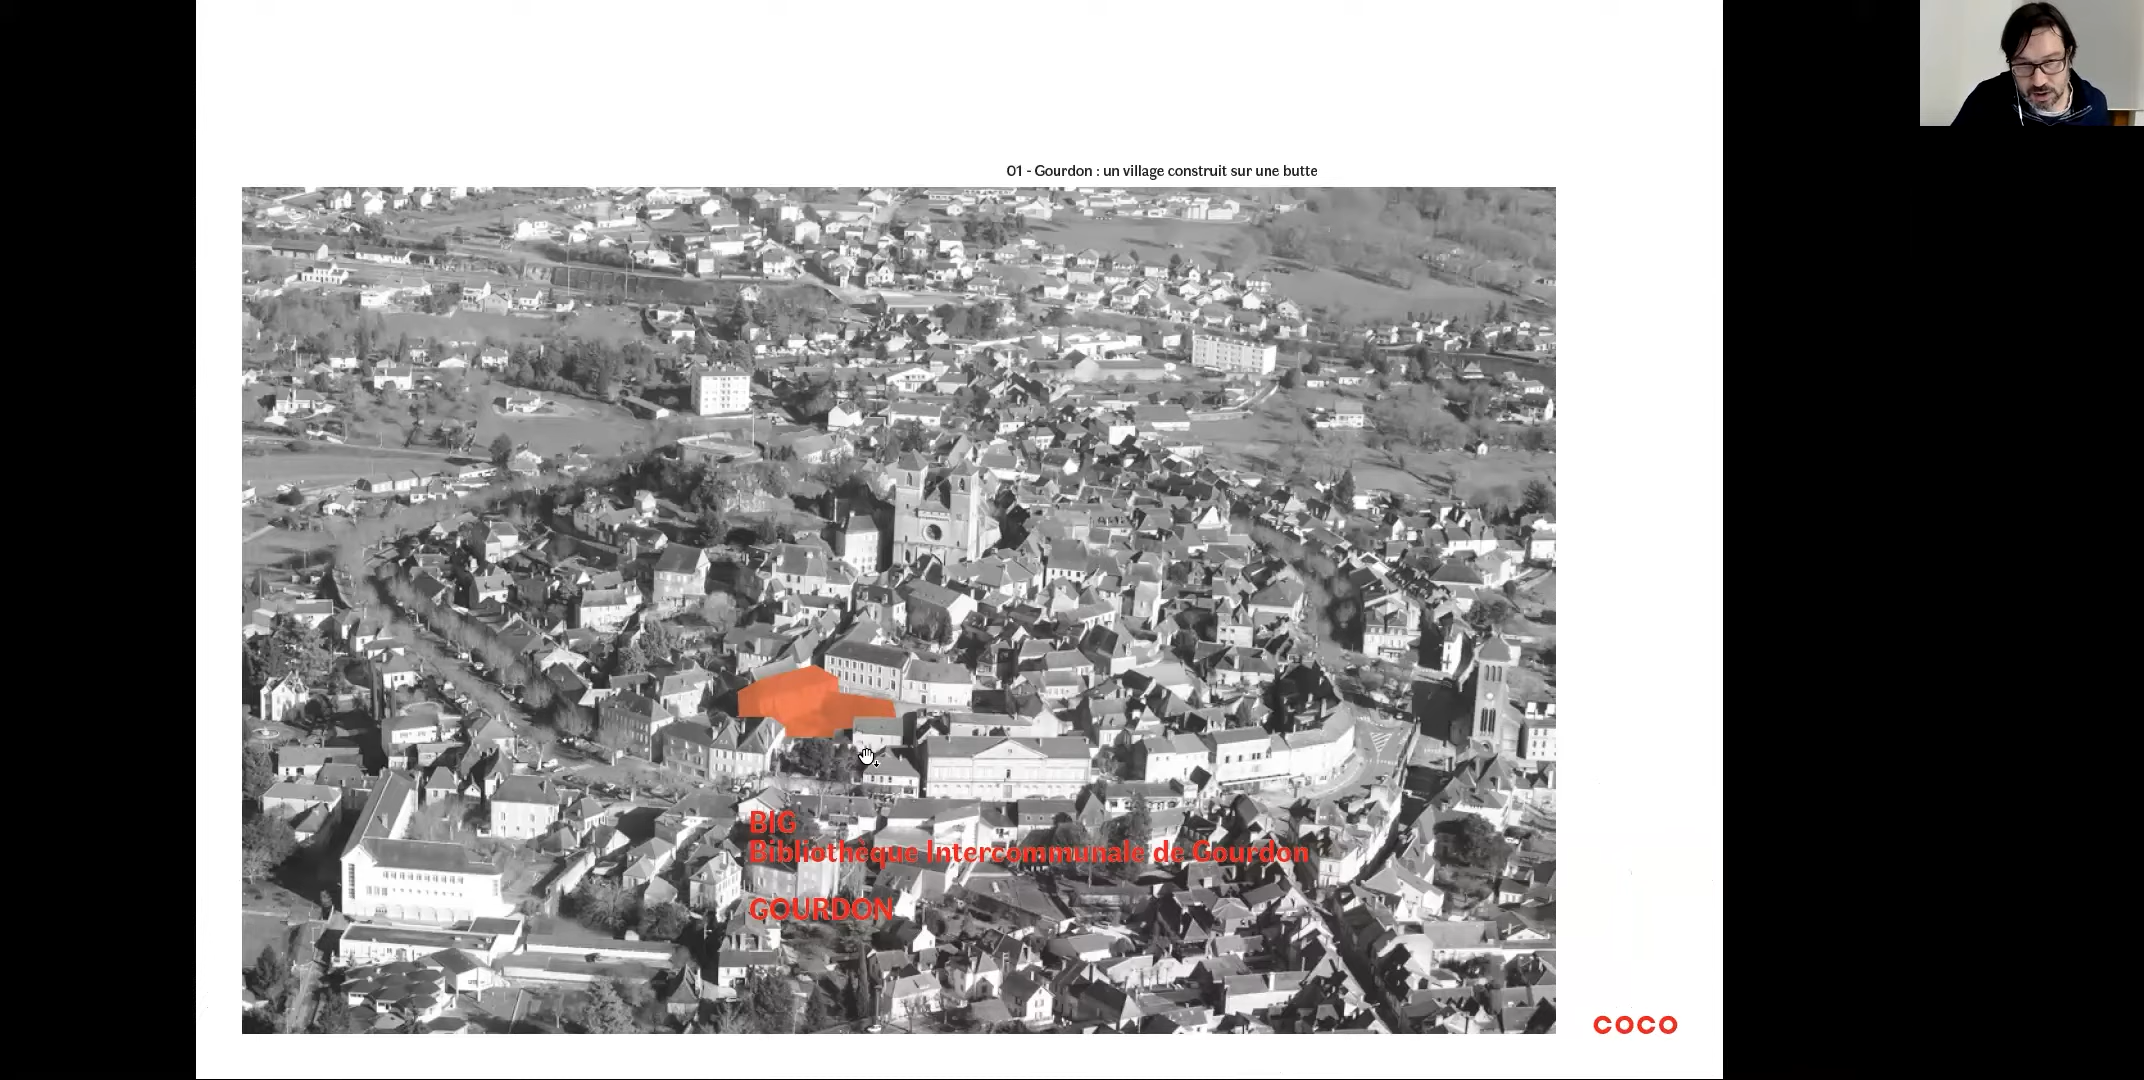 01 - Gourdon : un village construit sur une butte
BIG
Bibliothèque Intercommunale de Gourdon
GOURDON
COCO